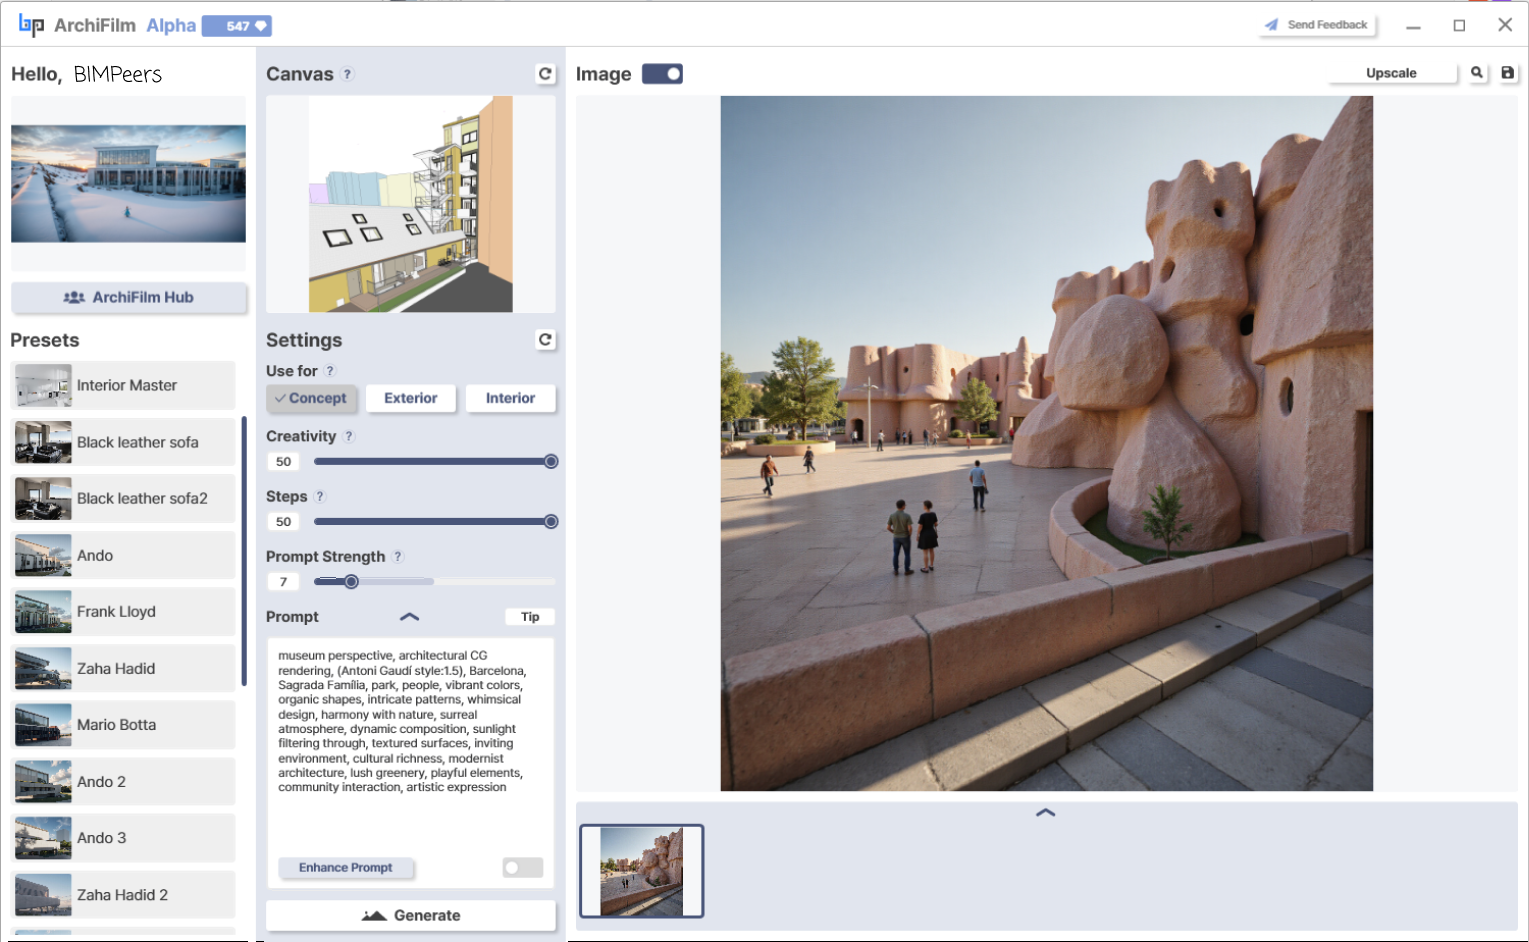 bp ArchiFilm Alpha 547
Send Feedback
Hello, BIMPeers
ArchiFilm Hub
Presets
Interior Master
Black leather sofa
Black leather sofa2
Ando
Frank Lloyd
Zaha Hadid
Mario Botta
Ando 2
Ando 3
Zaha Hadid 2
Canvas ?
Settings
Use for ?
Concept Exterior Interior
Creativity ?
50
Steps ?
50
Prompt Strength ?
7
Prompt Tip
museum perspective, architectural CG
rendering, (Antoni Gaudí style:1.5), Barcelona,
Sagrada Família, park, people, vibrant colors,
organic shapes, intricate patterns, whimsical
design, harmony with nature, surreal
atmosphere, dynamic composition, sunlight
filtering through, textured surfaces, inviting
environment, cultural richness, modernist
architecture, lush greenery, playful elements,
community interaction, artistic expression
Enhance Prompt
Generate
Image
Upscale